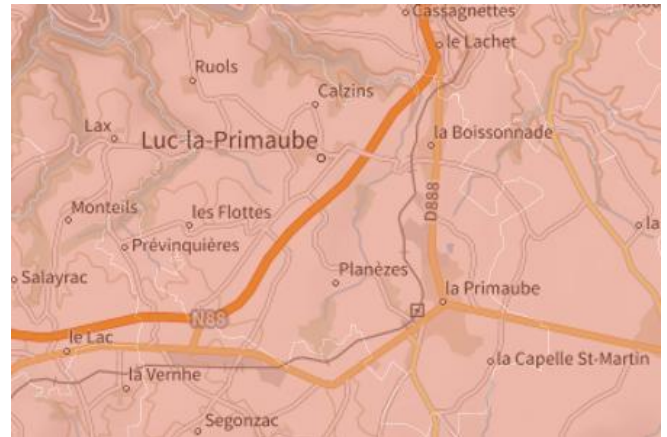 Cassagnettes
le Lachet
Ruols
Calzins
Lax
Luc-la-Primaube
la Boissonnade
D888
Monteils
les Flottes
Prévinquières
la
Salayrac
Planèzes
la Primaube
N88
le Lac
la Capelle St-Martin
la Vernhe
Segonzac